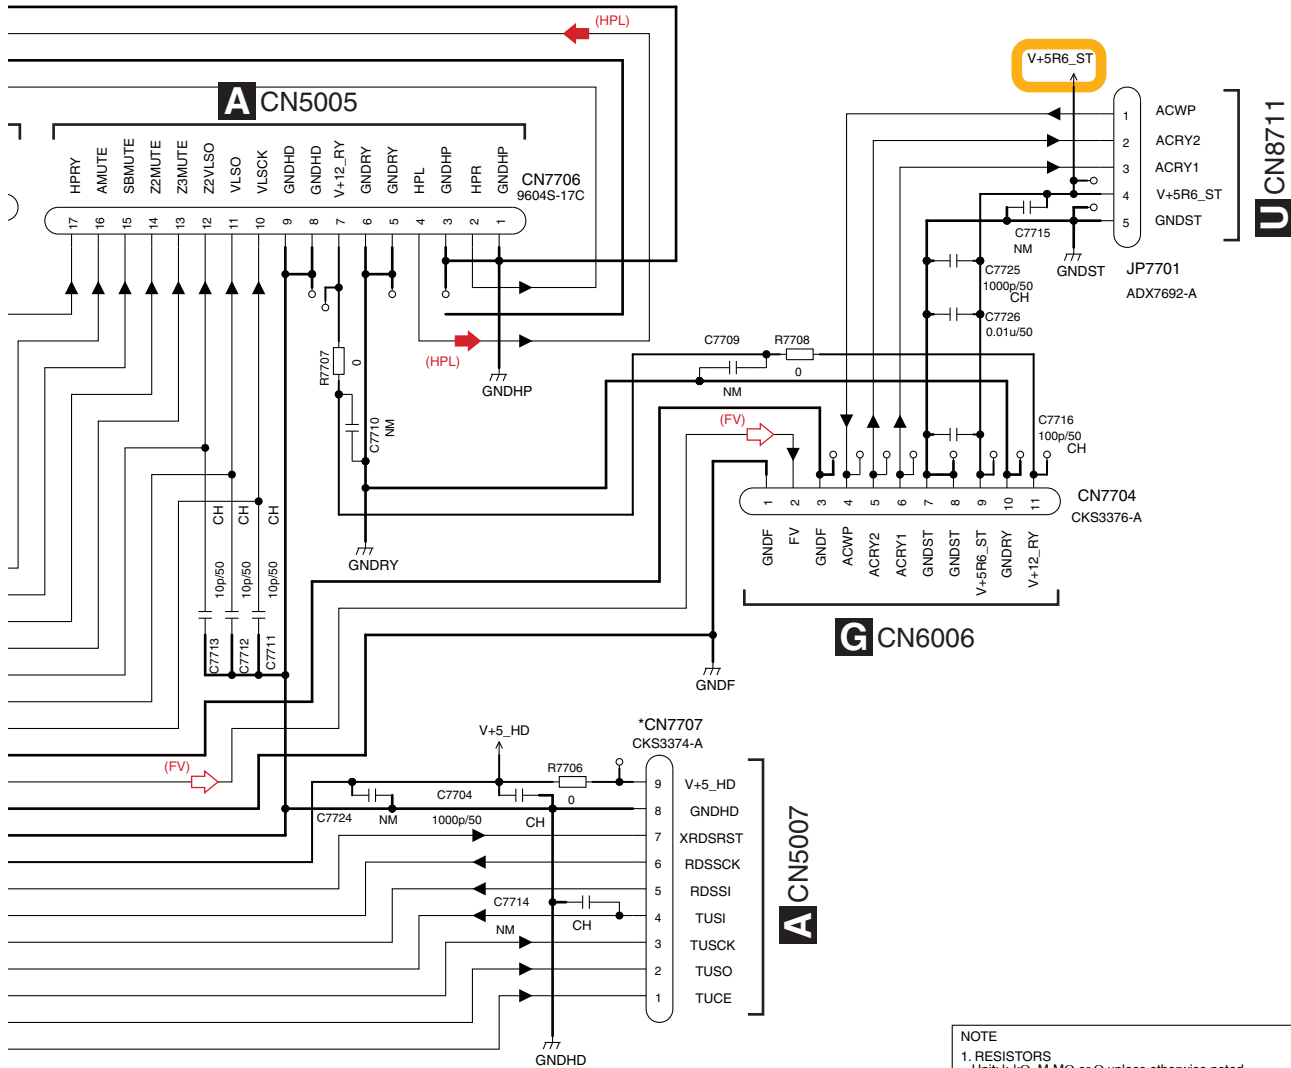 (HPL)
V+5R6_ST
A CN5005
HPRY
AMUTE
SBMUTE
Z2MUTE
Z3MUTE
Z2VLSO
VLSO
VLSCK
GNDHD
GNDHD
V+12_RY
GNDRY
GNDRY
HPL
GNDHP
HPR
GNDHP
CN7706
9604S-17C
17 16 15 14 13 12 11 10 9 8 7 6 5 4 3 2 1
1 ACWP
2 ACRY2
3 ACRY1
4 V+5R6_ST
5 GNDST
U CN8711
C7715
NM
GNDST
JP7701
ADX7692-A
C7725
1000p/50
CH
C7726
0.01u/50
(HPL)
R7707
0
GNDHP
C7709
NM
R7708
0
C7710
NM
(FV)
C7716
100p/50
CH
CN7704
CKS3376-A
1 2 3 4 5 6 7 8 9 10 11
GNDF
FV
GNDF
ACWP
ACRY2
ACRY1
GNDST
GNDST
V+5R6_ST
GNDRY
V+12_RY
G CN6006
CH
CH
CH
10p/50
10p/50
10p/50
C7713
C7712
C7711
GNDRY
GNDF
(FV)
V+5_HD
*CN7707
CKS3374-A
R7706
0
C7724
NM
C7704
1000p/50
CH
9 V+5_HD
8 GNDHD
7 XRDSRST
6 RDSSCK
5 RDSSI
4 TUSI
3 TUSCK
2 TUSO
1 TUCE
A CN5007
C7714
NM
CH
GNDHD
NOTE
1. RESISTORS
Unit: k:kΩ, M:MΩ or Ω unless otherwise noted